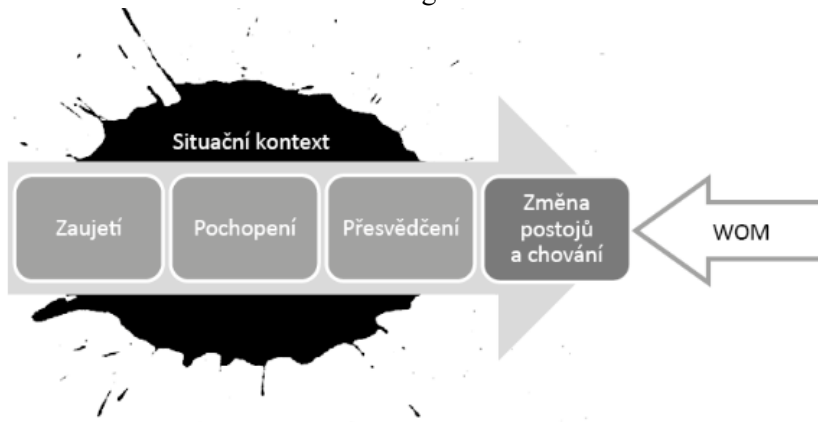 Situační kontext
Zaujetí
Pochopení
Přesvědčení
Změna
postojů
a chování
WOM